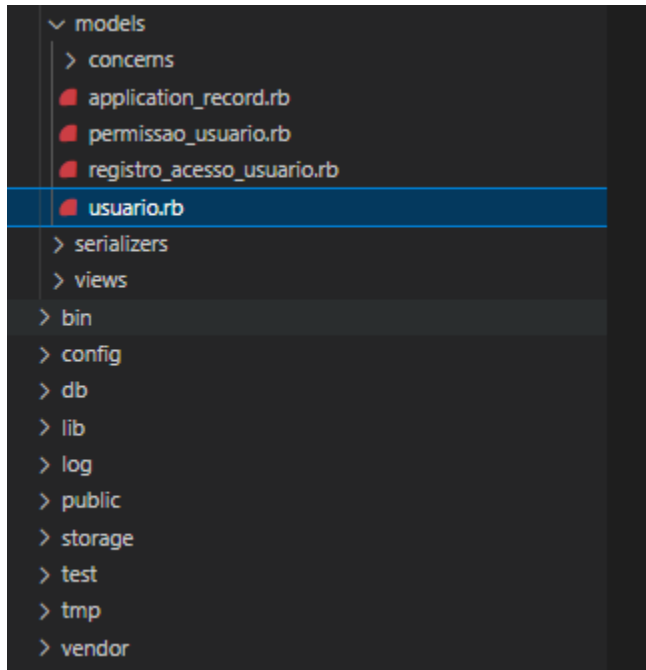 models
concerns
application_record.rb
permissao_usuario.rb
registro_acesso_usuario.rb
usuario.rb
serializers
views
bin
config
db
lib
log
public
storage
test
tmp
vendor